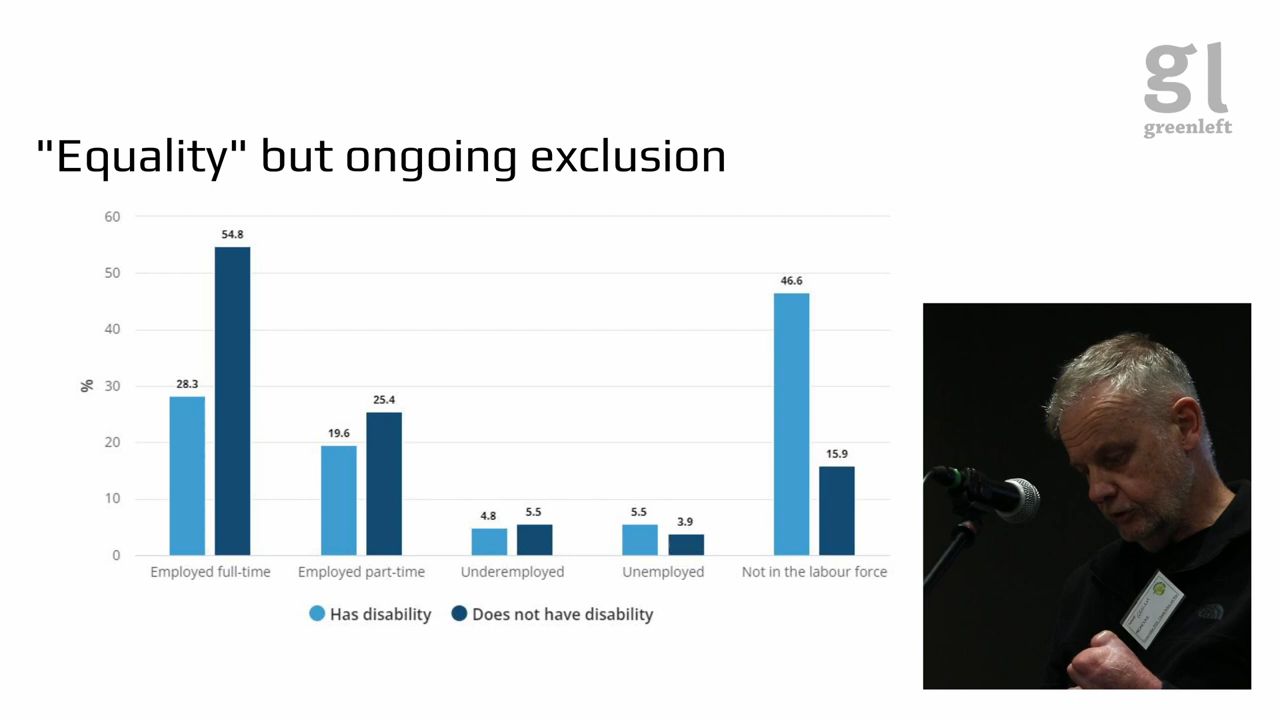 gl
greenleft
"Equality" but ongoing exclusion
%
60
50
40
30
20
10
0
28.3
54.8
19.6
25.4
4.8
5.5
5.5
3.9
46.6
15.9
Employed full-time
Employed part-time
Underemployed
Unemployed
Not in the labour force
Has disability
Does not have disability